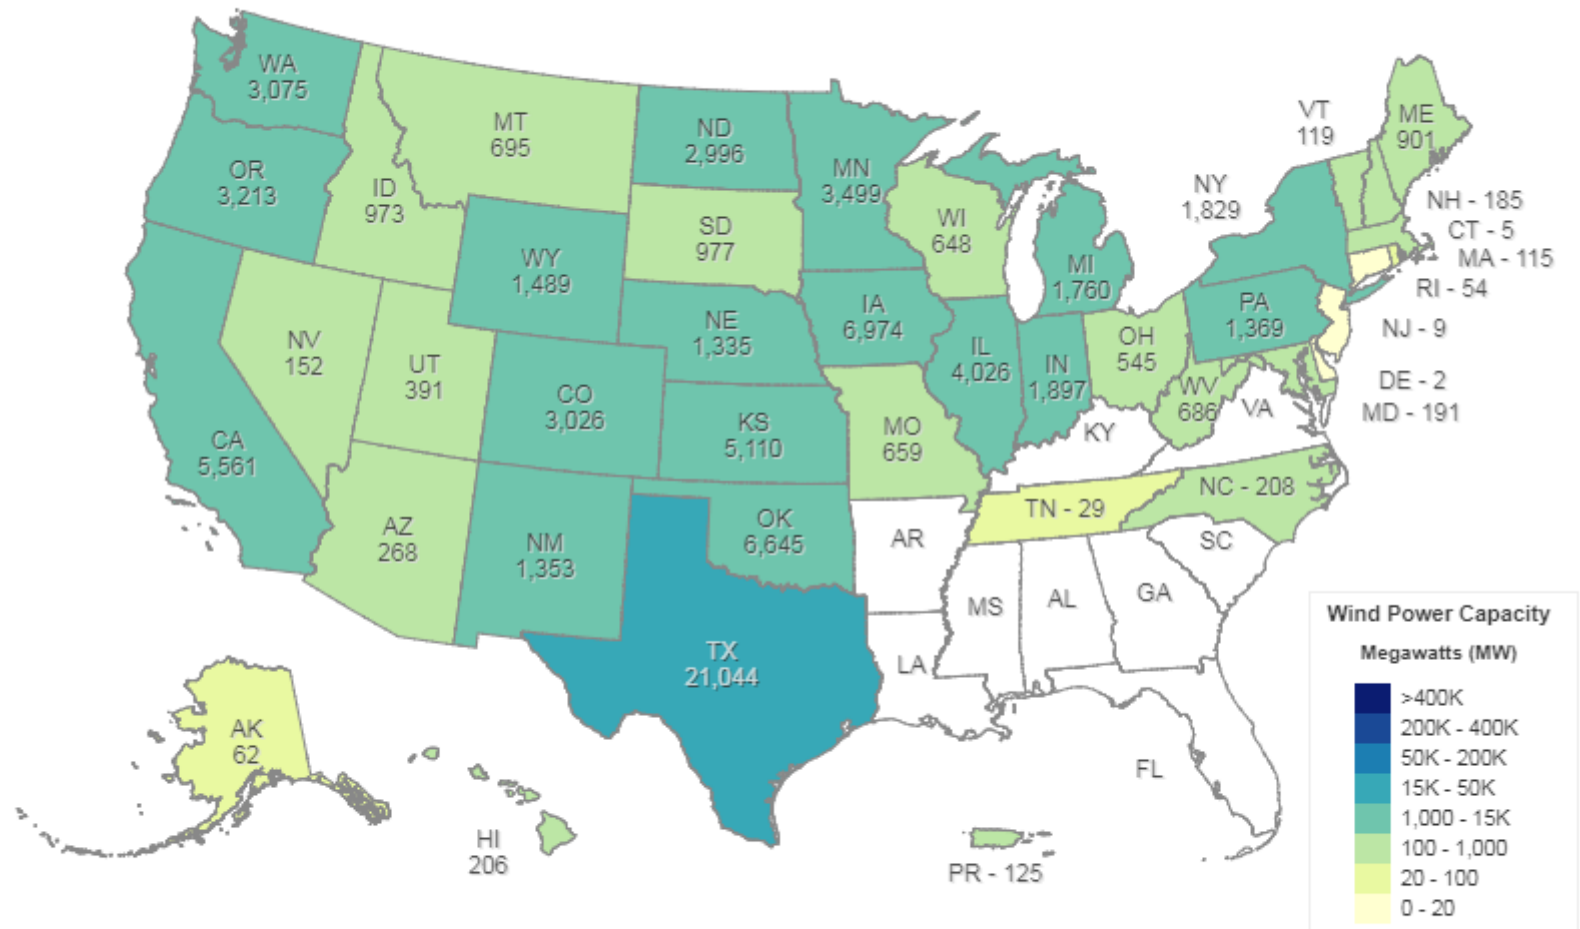 WA
3,075
OR
3,213
CA
5,561
NV
152
ID
973
MT
695
WY
1,489
UT
391
AZ
268
CO
3,026
NM
1,353
ND
2,996
SD
977
NE
1,335
KS
5,110
OK
6,645
TX
21,044
MN
3,499
IA
6,974
MO
659
AR
LA
WI
648
IL
4,026
MI
1,760
IN
1,897
OH
545
KY
TN - 29
MS
AL
GA
FL
SC
NC - 208
VA
WV
686
PA
1,369
NY
1,829
VT
119
ME
901
NH - 185
CT - 5
MA - 115
RI - 54
NJ - 9
DE - 2
MD - 191
AK
62
HI
206
PR - 125
Wind Power Capacity
Megawatts (MW)
>400K
200K - 400K
50K - 200K
15K - 50K
1,000 - 15K
100 - 1,000
20 - 100
0 - 20